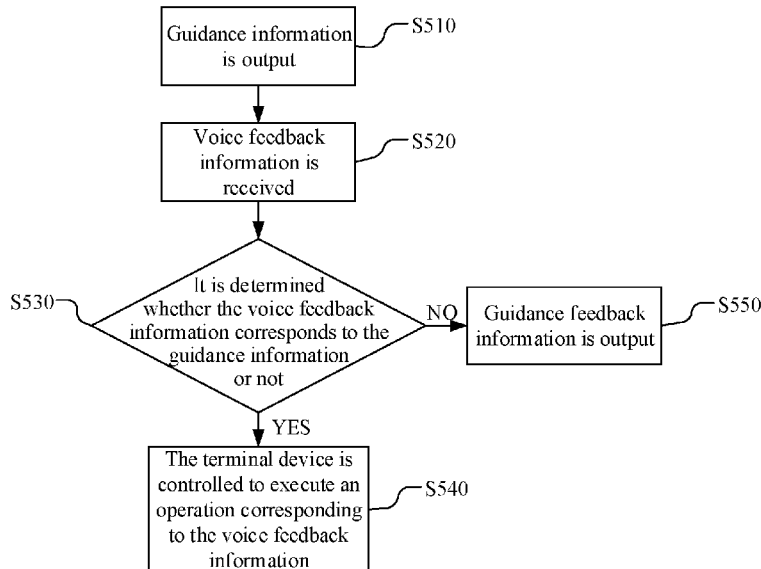 Guidance information
is output
S510
Voice feedback
information is
received
S520
It is determined
whether the voice feedback
information corresponds to the
guidance information
or not
S530
NO
Guidance feedback
information is output
S550
YES
The terminal device is
controlled to execute an
operation corresponding
to the voice feedback
information
S540